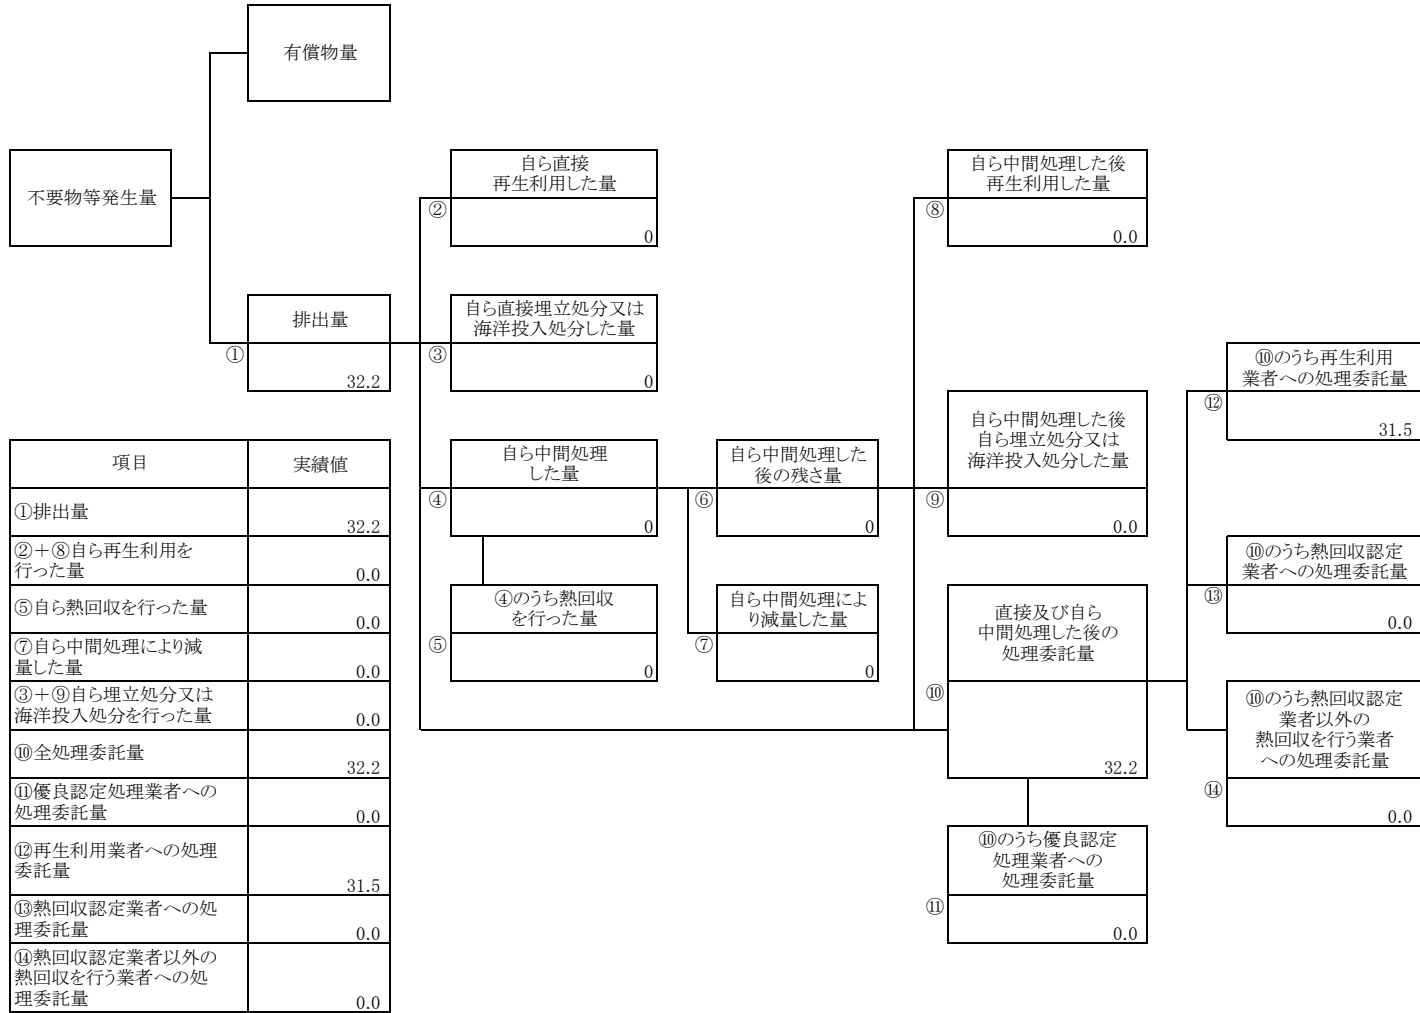 有償物量
不要物等発生量
自ら直接
再生利用した量
②
0
自ら中間処理した後
再生利用した量
⑧
0.0
排出量
①
32.2
自ら直接埋立処分又は
海洋投入処分した量
③
0
⑩のうち再生利用
業者への処理委託量
⑫
31.5
自ら中間処理した後
自ら埋立処分又は
海洋投入処分した量
⑨
0.0
自ら中間処理
した量
④
0
自ら中間処理した
後の残さ量
⑥
0
⑩のうち熱回収認定
業者への処理委託量
⑬
0.0
④のうち熱回収
を行った量
⑤
0
自ら中間処理によ
り減量した量
⑦
0
直接及び自ら
中間処理した後の
処理委託量
⑩
32.2
⑩のうち熱回収認定
業者以外の
熱回収を行う業者
への処理委託量
⑭
0.0
⑩のうち優良認定
処理業者への
処理委託量
⑪
0.0
項目 実績値
①排出量
32.2
②＋⑧自ら再生利用を
行った量
0.0
⑤自ら熱回収を行った量
0.0
⑦自ら中間処理により減
量した量
0.0
③＋⑨自ら埋立処分又は
海洋投入処分を行った量
0.0
⑩全処理委託量
32.2
⑪優良認定処理業者への
処理委託量
0.0
⑫再生利用業者への処理
委託量
31.5
⑬熱回収認定業者への処
理委託量
0.0
⑭熱回収認定業者以外の
熱回収を行う業者への処
理委託量
0.0